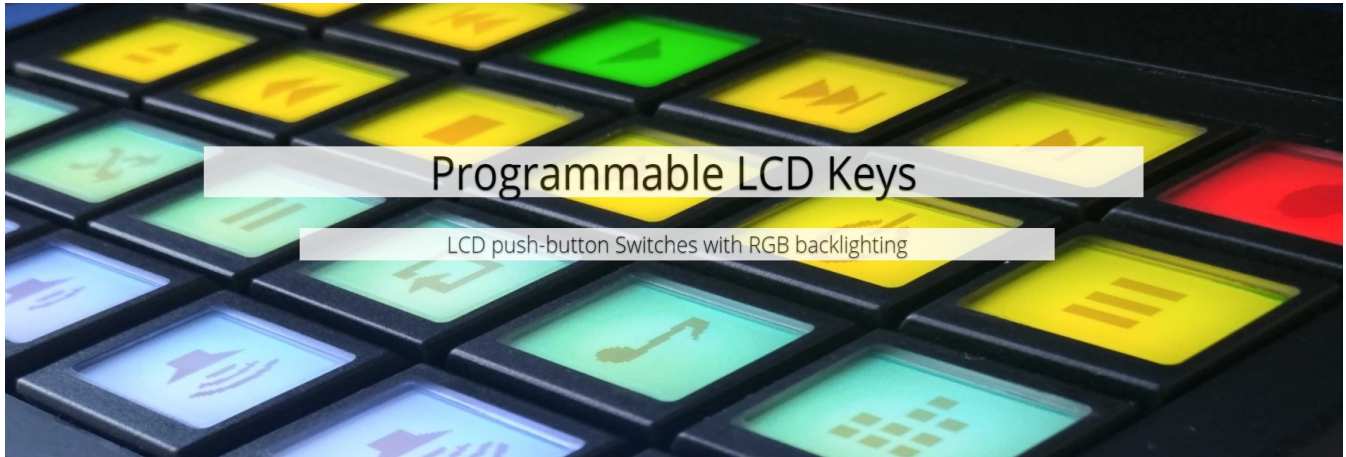 Programmable LCD Keys
LCD push-button Switches with RGB backlighting